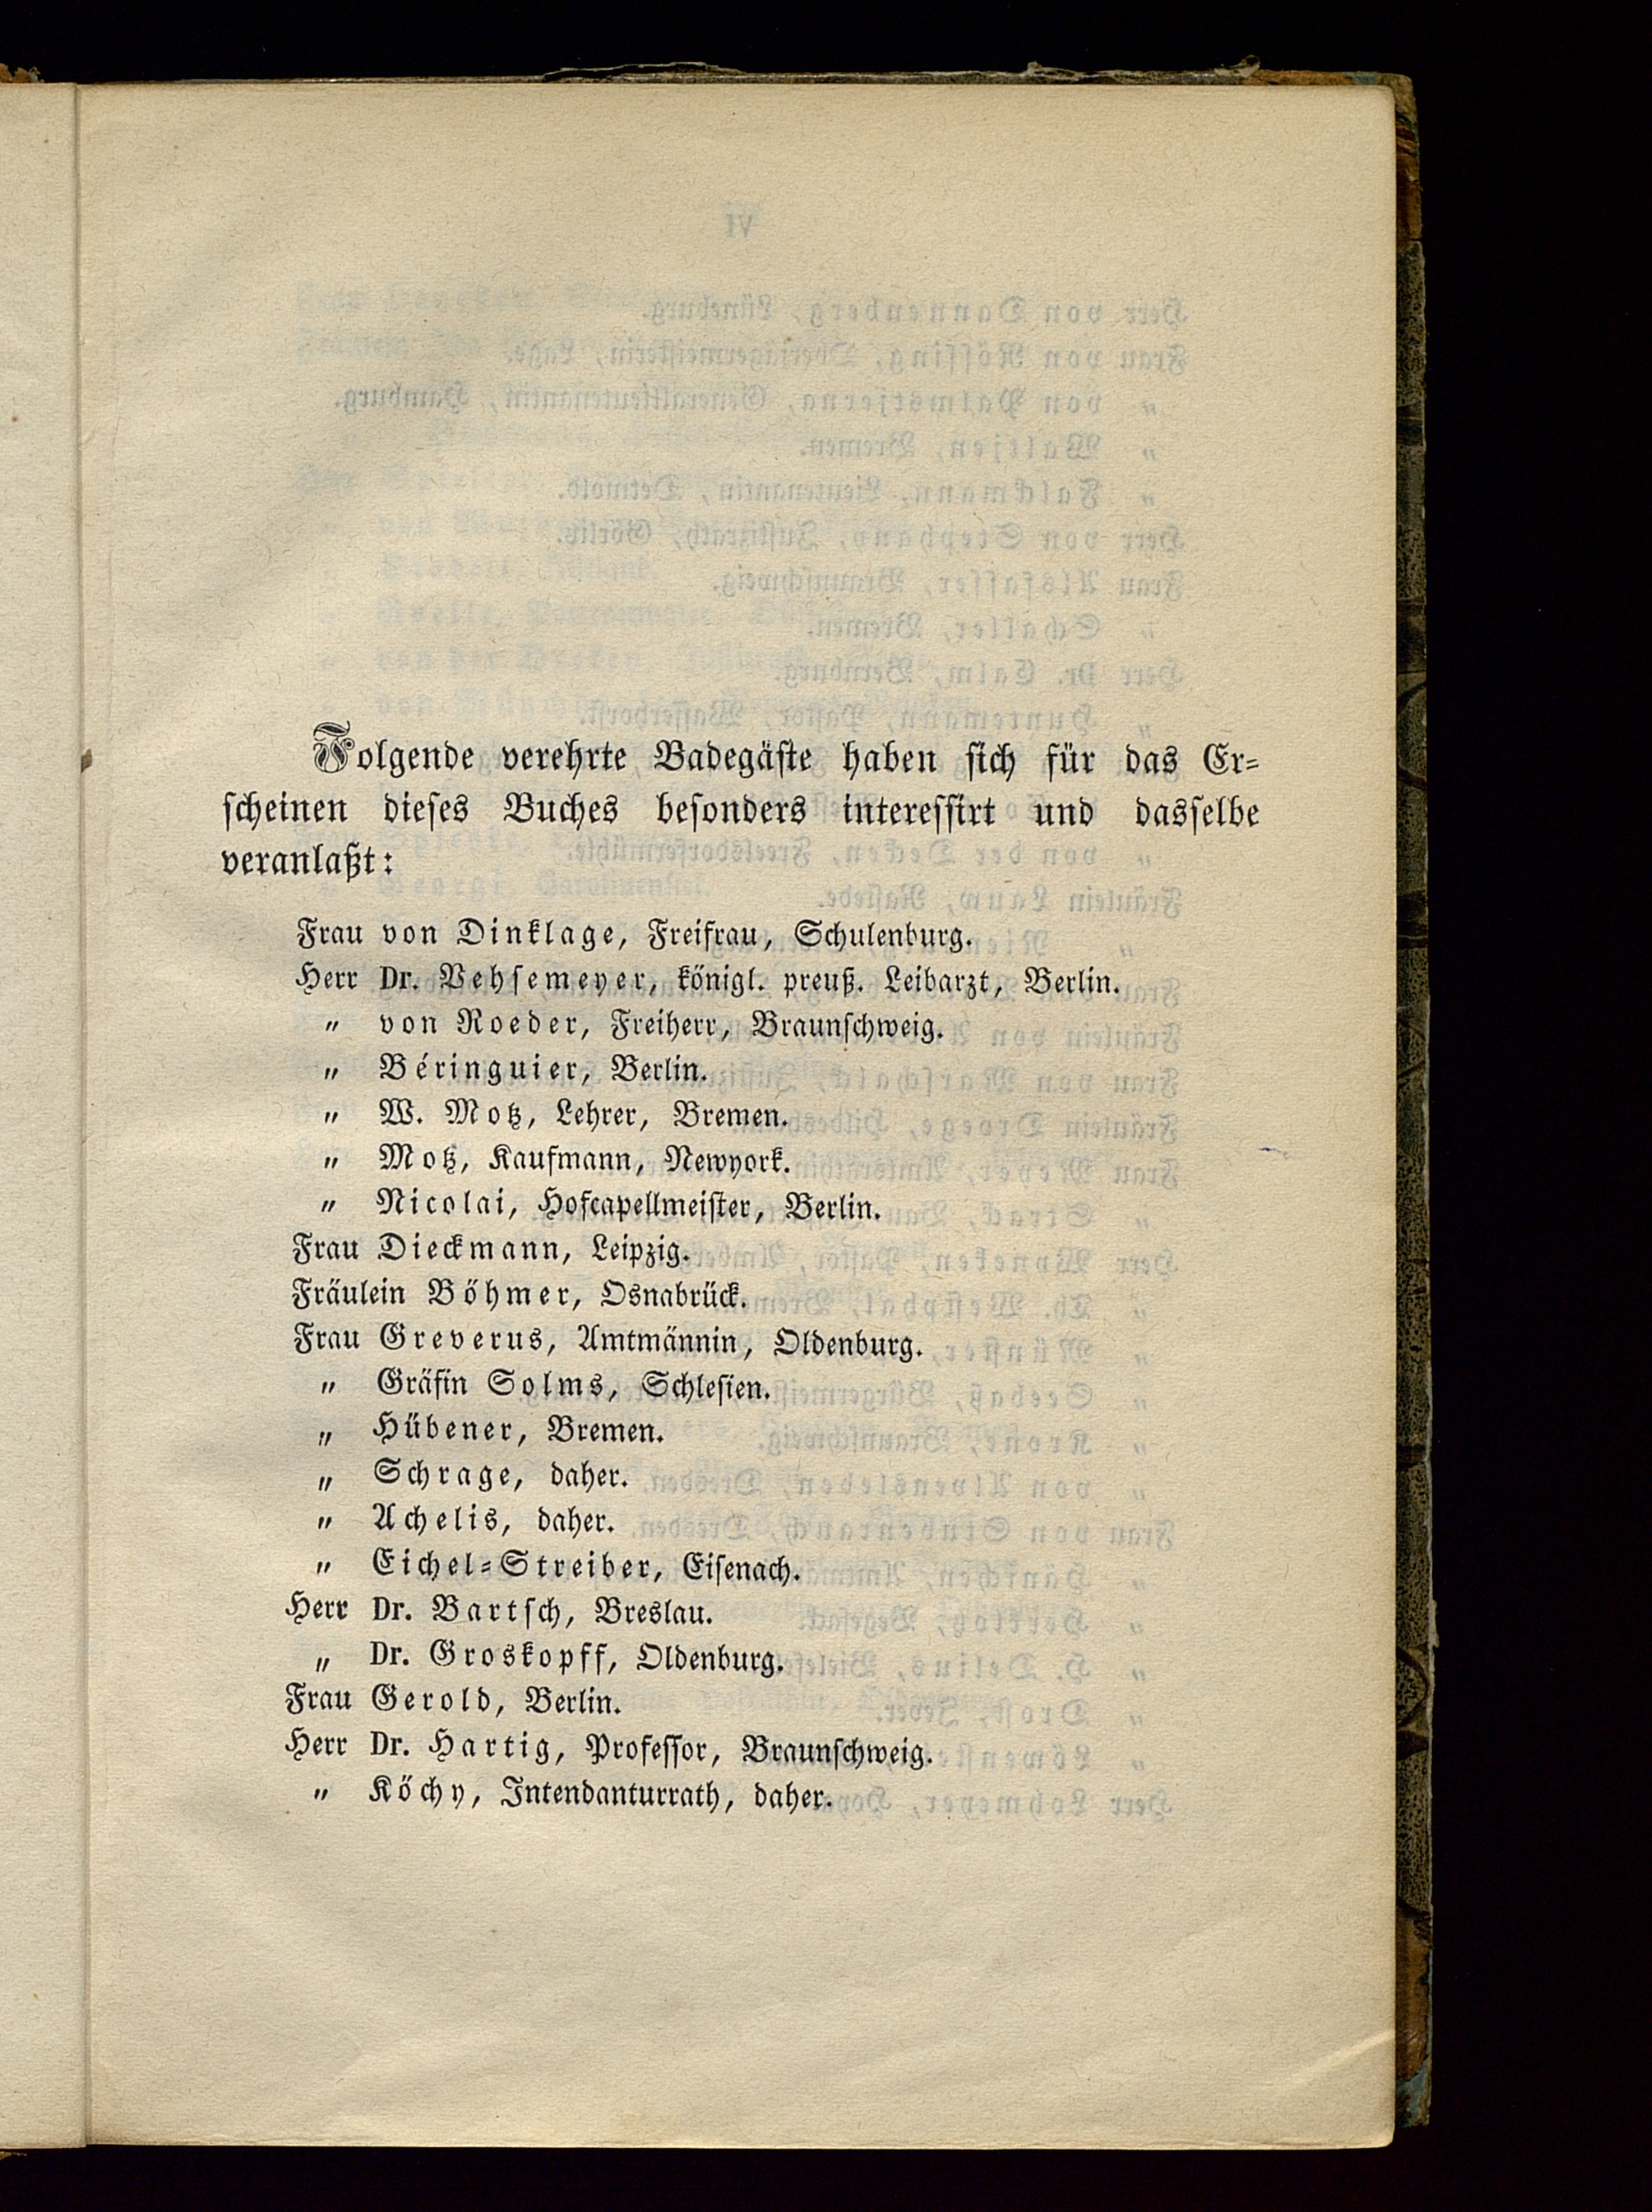 Folgende verehrte Badegäste haben sich für das Er-
scheinen dieses Buches besonders interessirt und dasselbe
veranlaßt:
Frau von Dinklage, Freifrau, Schulenburg.
Herr Dr. Vehsemeyer, königl. preuß. Leibarzt, Berlin.
" von Roeder, Freiherr, Braunschweig.
" Béringuier, Berlin.
" W. Motz, Lehrer, Bremen.
" Motz, Kaufmann, Newyork.
" Nicolai, Hofcapellmeister, Berlin.
Frau Dieckmann, Leipzig.
Fräulein Böhmer, Osnabrück.
Frau Greverus, Amtmännin, Oldenburg.
" Gräfin Solms, Schlesien.
" Hübener, Bremen.
" Schrage, daher.
" Achelis, daher.
" Eichel-Streiber, Eisenach.
Herr Dr. Bartsch, Breslau.
" Dr. Groskopff, Oldenburg.
Frau Gerold, Berlin.
Herr Dr. Hartig, Professor, Braunschweig.
" Köchy, Intendanturrath, daher.